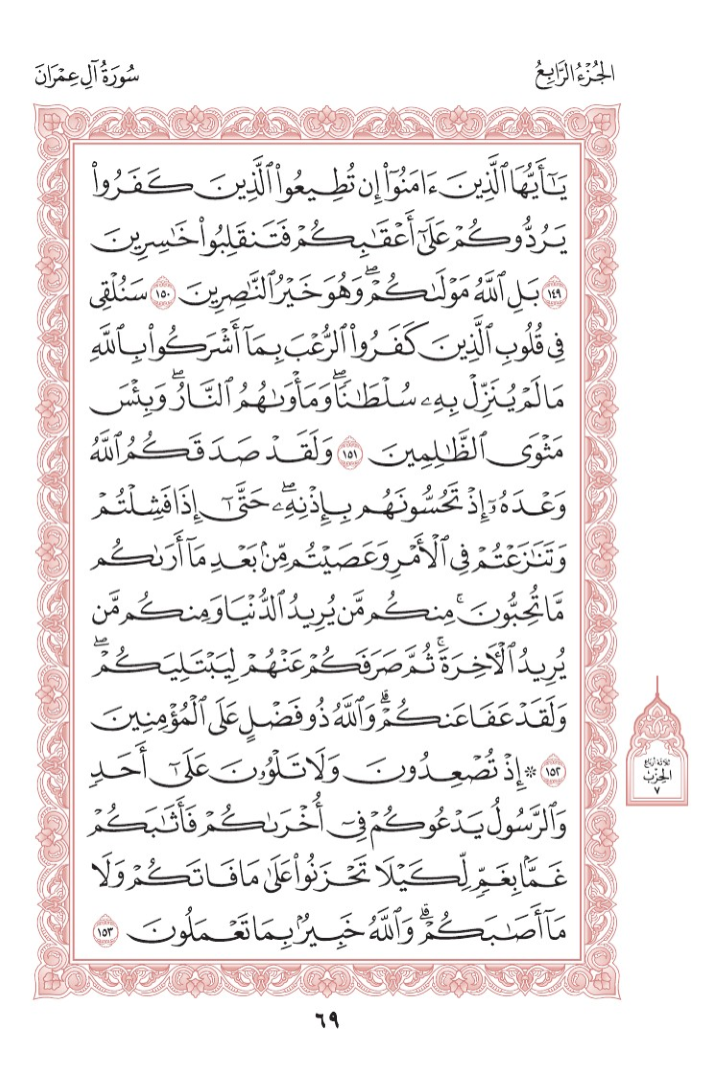 الجُزْءُ الرَّابِعُ
سُورَةُ آلِ عِمْرَانَ
يَـٰٓأَيُّهَا ٱلَّذِينَ ءَامَنُوٓا۟ إِن تُطِيعُوا۟ ٱلَّذِينَ كَفَرُوا۟
يَرُدُّوكُمْ عَلَىٰٓ أَعْقَـٰبِكُمْ فَتَنقَلِبُوا۟ خَـٰسِرِينَ
١٤٩ بَلِ ٱللَّهُ مَوْلَىٰكُمْ ۖ وَهُوَ خَيْرُ ٱلنَّـٰصِرِينَ ١٥٠ سَنُلْقِى
فِى قُلُوبِ ٱلَّذِينَ كَفَرُوا۟ ٱلرُّعْبَ بِمَآ أَشْرَكُوا۟ بِٱللَّهِ
مَا لَمْ يُنَزِّلْ بِهِۦ سُلْطَـٰنًا ۖ وَمَأْوَىٰهُمُ ٱلنَّارُ ۖ وَبِئْسَ
مَثْوَى ٱلظَّـٰلِمِينَ ١٥١ وَلَقَدْ صَدَقَكُمُ ٱللَّهُ
وَعْدَهُۥٓ إِذْ تَحُسُّونَهُم بِإِذْنِهِۦ ۖ حَتَّىٰٓ إِذَا فَشِلْتُمْ
وَتَنَـٰزَعْتُمْ فِى ٱلْأَمْرِ وَعَصَيْتُم مِّنۢ بَعْدِ مَآ أَرَىٰكُم
مَّا تُحِبُّونَ ۚ مِنكُم مَّن يُرِيدُ ٱلدُّنْيَا وَمِنكُم مَّن
يُرِيدُ ٱلْـَٔاخِرَةَ ۚ ثُمَّ صَرَفَكُمْ عَنْهُمْ لِيَبْتَلِيَكُمْ ۖ
وَلَقَدْ عَفَا عَنكُمْ ۗ وَٱللَّهُ ذُو فَضْلٍ عَلَى ٱلْمُؤْمِنِينَ
١٥٢ ۞ إِذْ تُصْعِدُونَ وَلَا تَلْوُۥنَ عَلَىٰٓ أَحَدٍ
وَٱلرَّسُولُ يَدْعُوكُمْ فِىٓ أُخْرَىٰكُمْ فَأَثَـٰبَكُمْ
غَمًّۢا بِغَمٍّ لِّكَيْلَا تَحْزَنُوا۟ عَلَىٰ مَا فَاتَكُمْ وَلَا
مَآ أَصَـٰبَكُمْ ۗ وَٱللَّهُ خَبِيرٌۢ بِمَا تَعْمَلُونَ ١٥٣
ثلاثة أرباع
الحِزْب
٧
٦٩